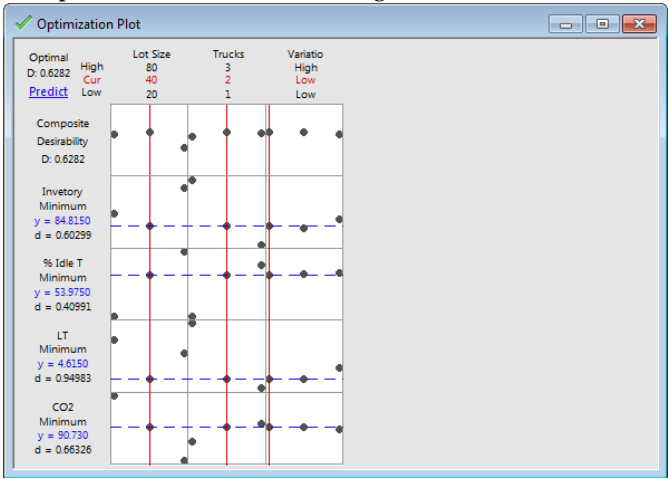 Optimization Plot
Optimal
D: 0.6282
Predict
High
Cur
Low
Lot Size
80
40
20
Trucks
3
2
1
Variatio
High
Low
Low
Composite
Desirability
D: 0.6282
Invetory
Minimum
y = 84.8150
d = 0.60299
% Idle T
Minimum
y = 53.9750
d = 0.40991
LT
Minimum
y = 4.6150
d = 0.94983
CO2
Minimum
y = 90.730
d = 0.66326